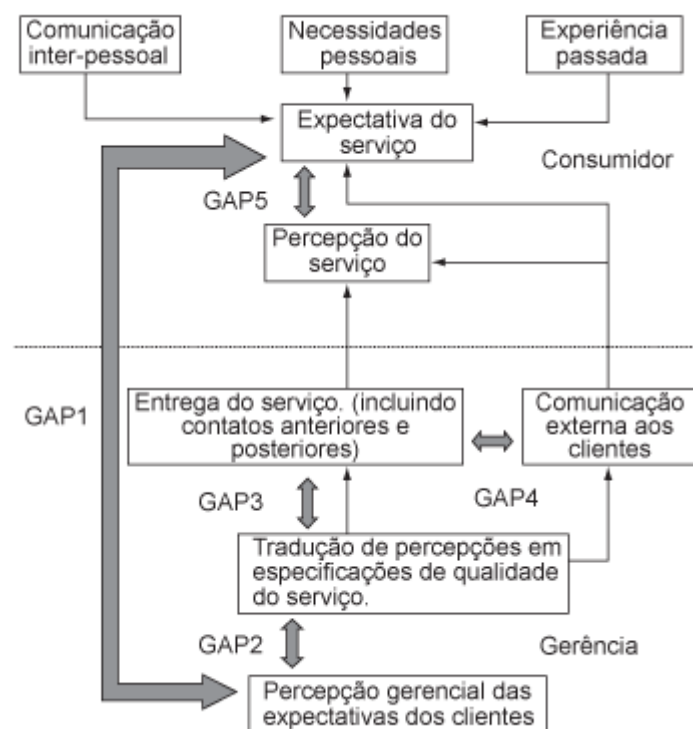 Comunicação
inter-pessoal
Necessidades
pessoais
Experiência
passada
Expectativa do
serviço
Consumidor
GAP5
Percepção do
serviço
GAP1
Entrega do serviço. (incluindo
contatos anteriores e
posteriores)
Comunicação
externa aos
clientes
GAP3
GAP4
Tradução de percepções em
especificações de qualidade
do serviço.
GAP2
Gerência
Percepção gerencial das
expectativas dos clientes